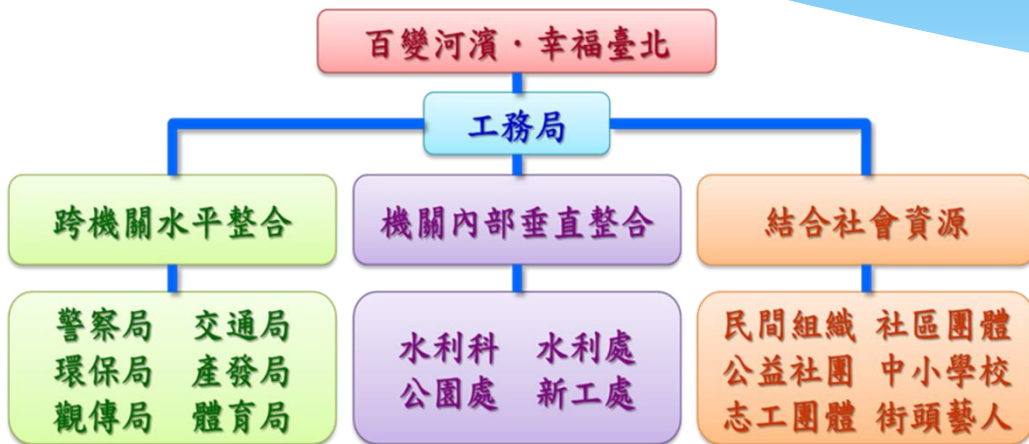 百變河濱・幸福臺北
工務局
跨機關水平整合
機關內部垂直整合
結合社會資源
警察局 交通局
環保局 產發局
觀傳局 體育局
水利科 水利處
公園處 新工處
民間組織 社區團體
公益社團 中小學校
志工團體 街頭藝人